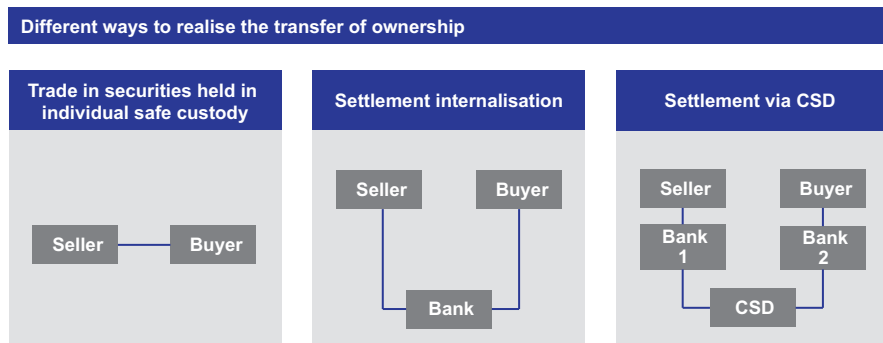 Different ways to realise the transfer of ownership
Trade in securities held in
individual safe custody
Seller
Buyer
Settlement internalisation
Seller
Buyer
Bank
Settlement via CSD
Seller
Buyer
Bank
1
Bank
2
CSD